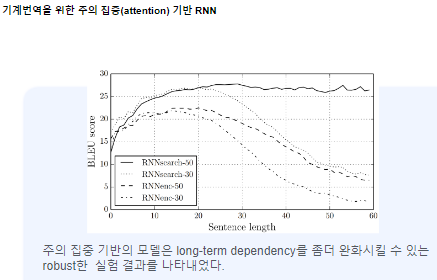 기계번역을 위한 주의 집중(attention) 기반 RNN
30
25
20
15
10
5
0
BLEU score
RNNsearch-50
RNNsearch-30
RNNenc-50
RNNenc-30
0 10 20 30 40 50 60
Sentence length
주의 집중 기반의 모델은 long-term dependency를 좀더 완화시킬 수 있는
robust한 실험 결과를 나타내었다.